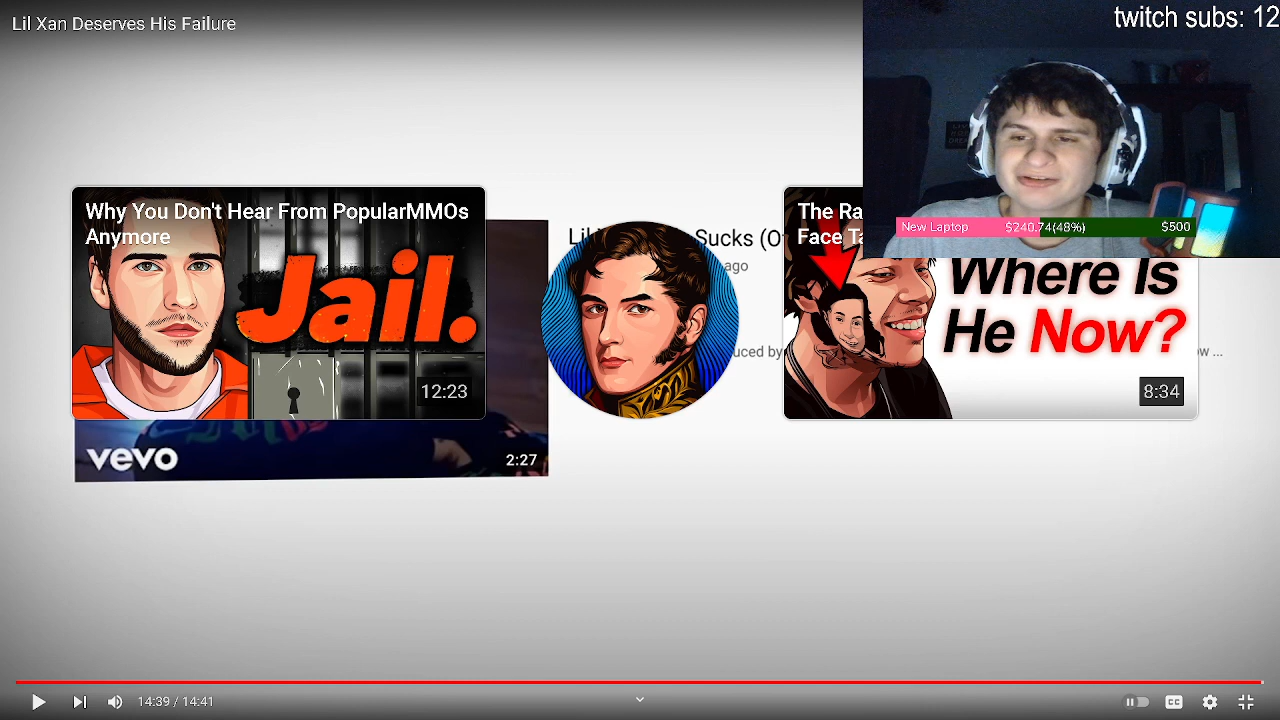 Lil Xan Deserves His Failure
twitch subs: 12
Why You Don't Hear From PopularMMOs
Anymore
Jail.
12:23
vevo
2:27
Sucks
ago
The
Face
Where Is
He Now?
8:34
New Laptop $240.74(48%) $500
14:39 / 14:41
CC